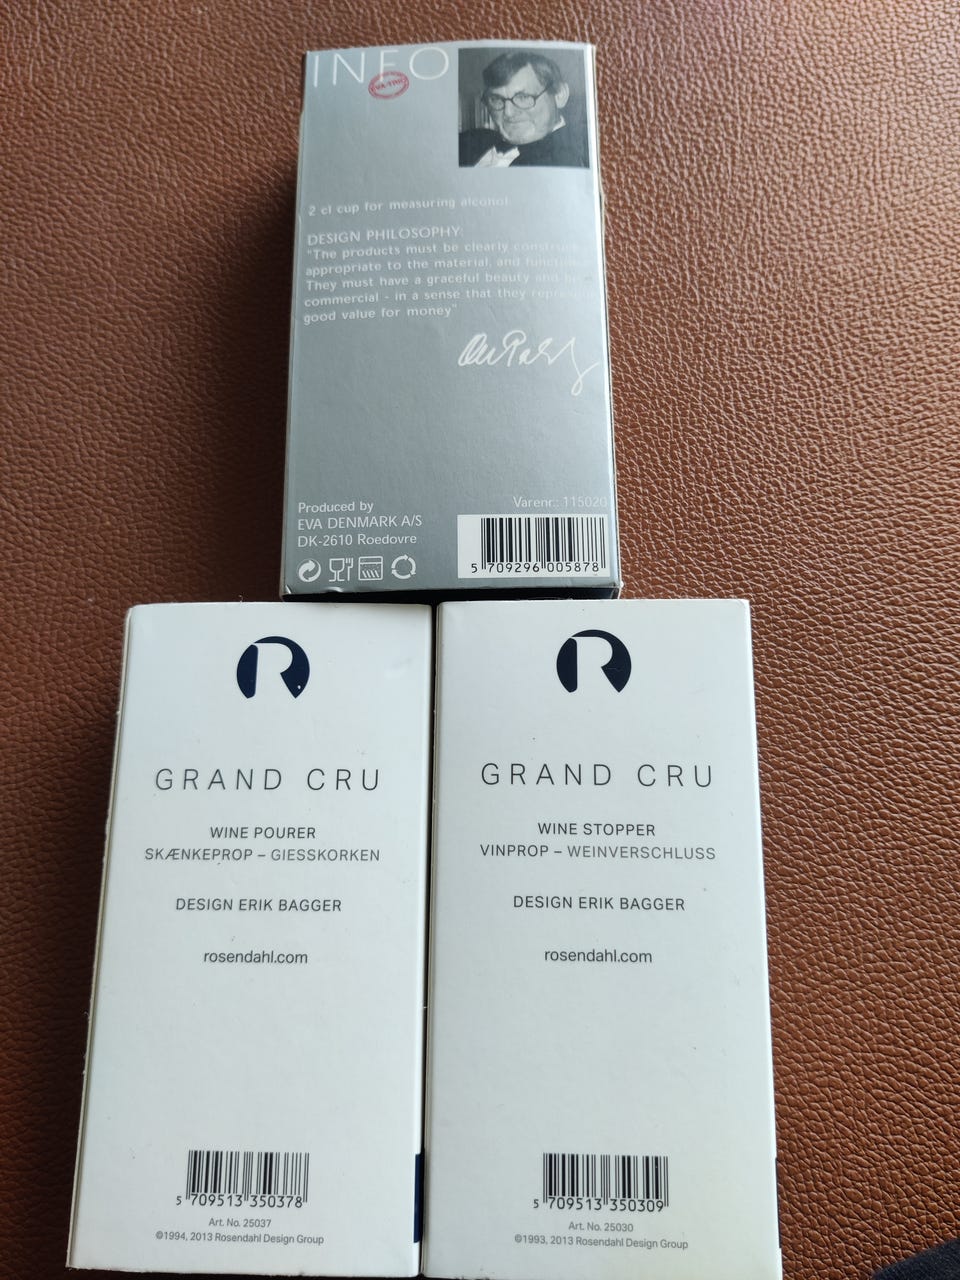 INFO
EVA-TRIO
2 cl cup for measuring alcohol
DESIGN PHILOSOPHY:
"The products must be clearly
appropriate to the material, and
They must have a graceful beauty and
commercial - in a sense that they
good value for money"
Produced by
EVA DENMARK A/S
DK-2610 Roedovre
Varenr.: 115020
5 709296 005878
R
GRAND CRU
WINE POURER
SKÆNKEPROP – GIESSKORKEN
DESIGN ERIK BAGGER
rosendahl.com
5 709513 350378
Art. No. 25037
©1994, 2013 Rosendahl Design Group
R
GRAND CRU
WINE STOPPER
VINPROP – WEINVERSCHLUSS
DESIGN ERIK BAGGER
rosendahl.com
5 709513 350309
Art. No. 25030
©1993, 2013 Rosendahl Design Group